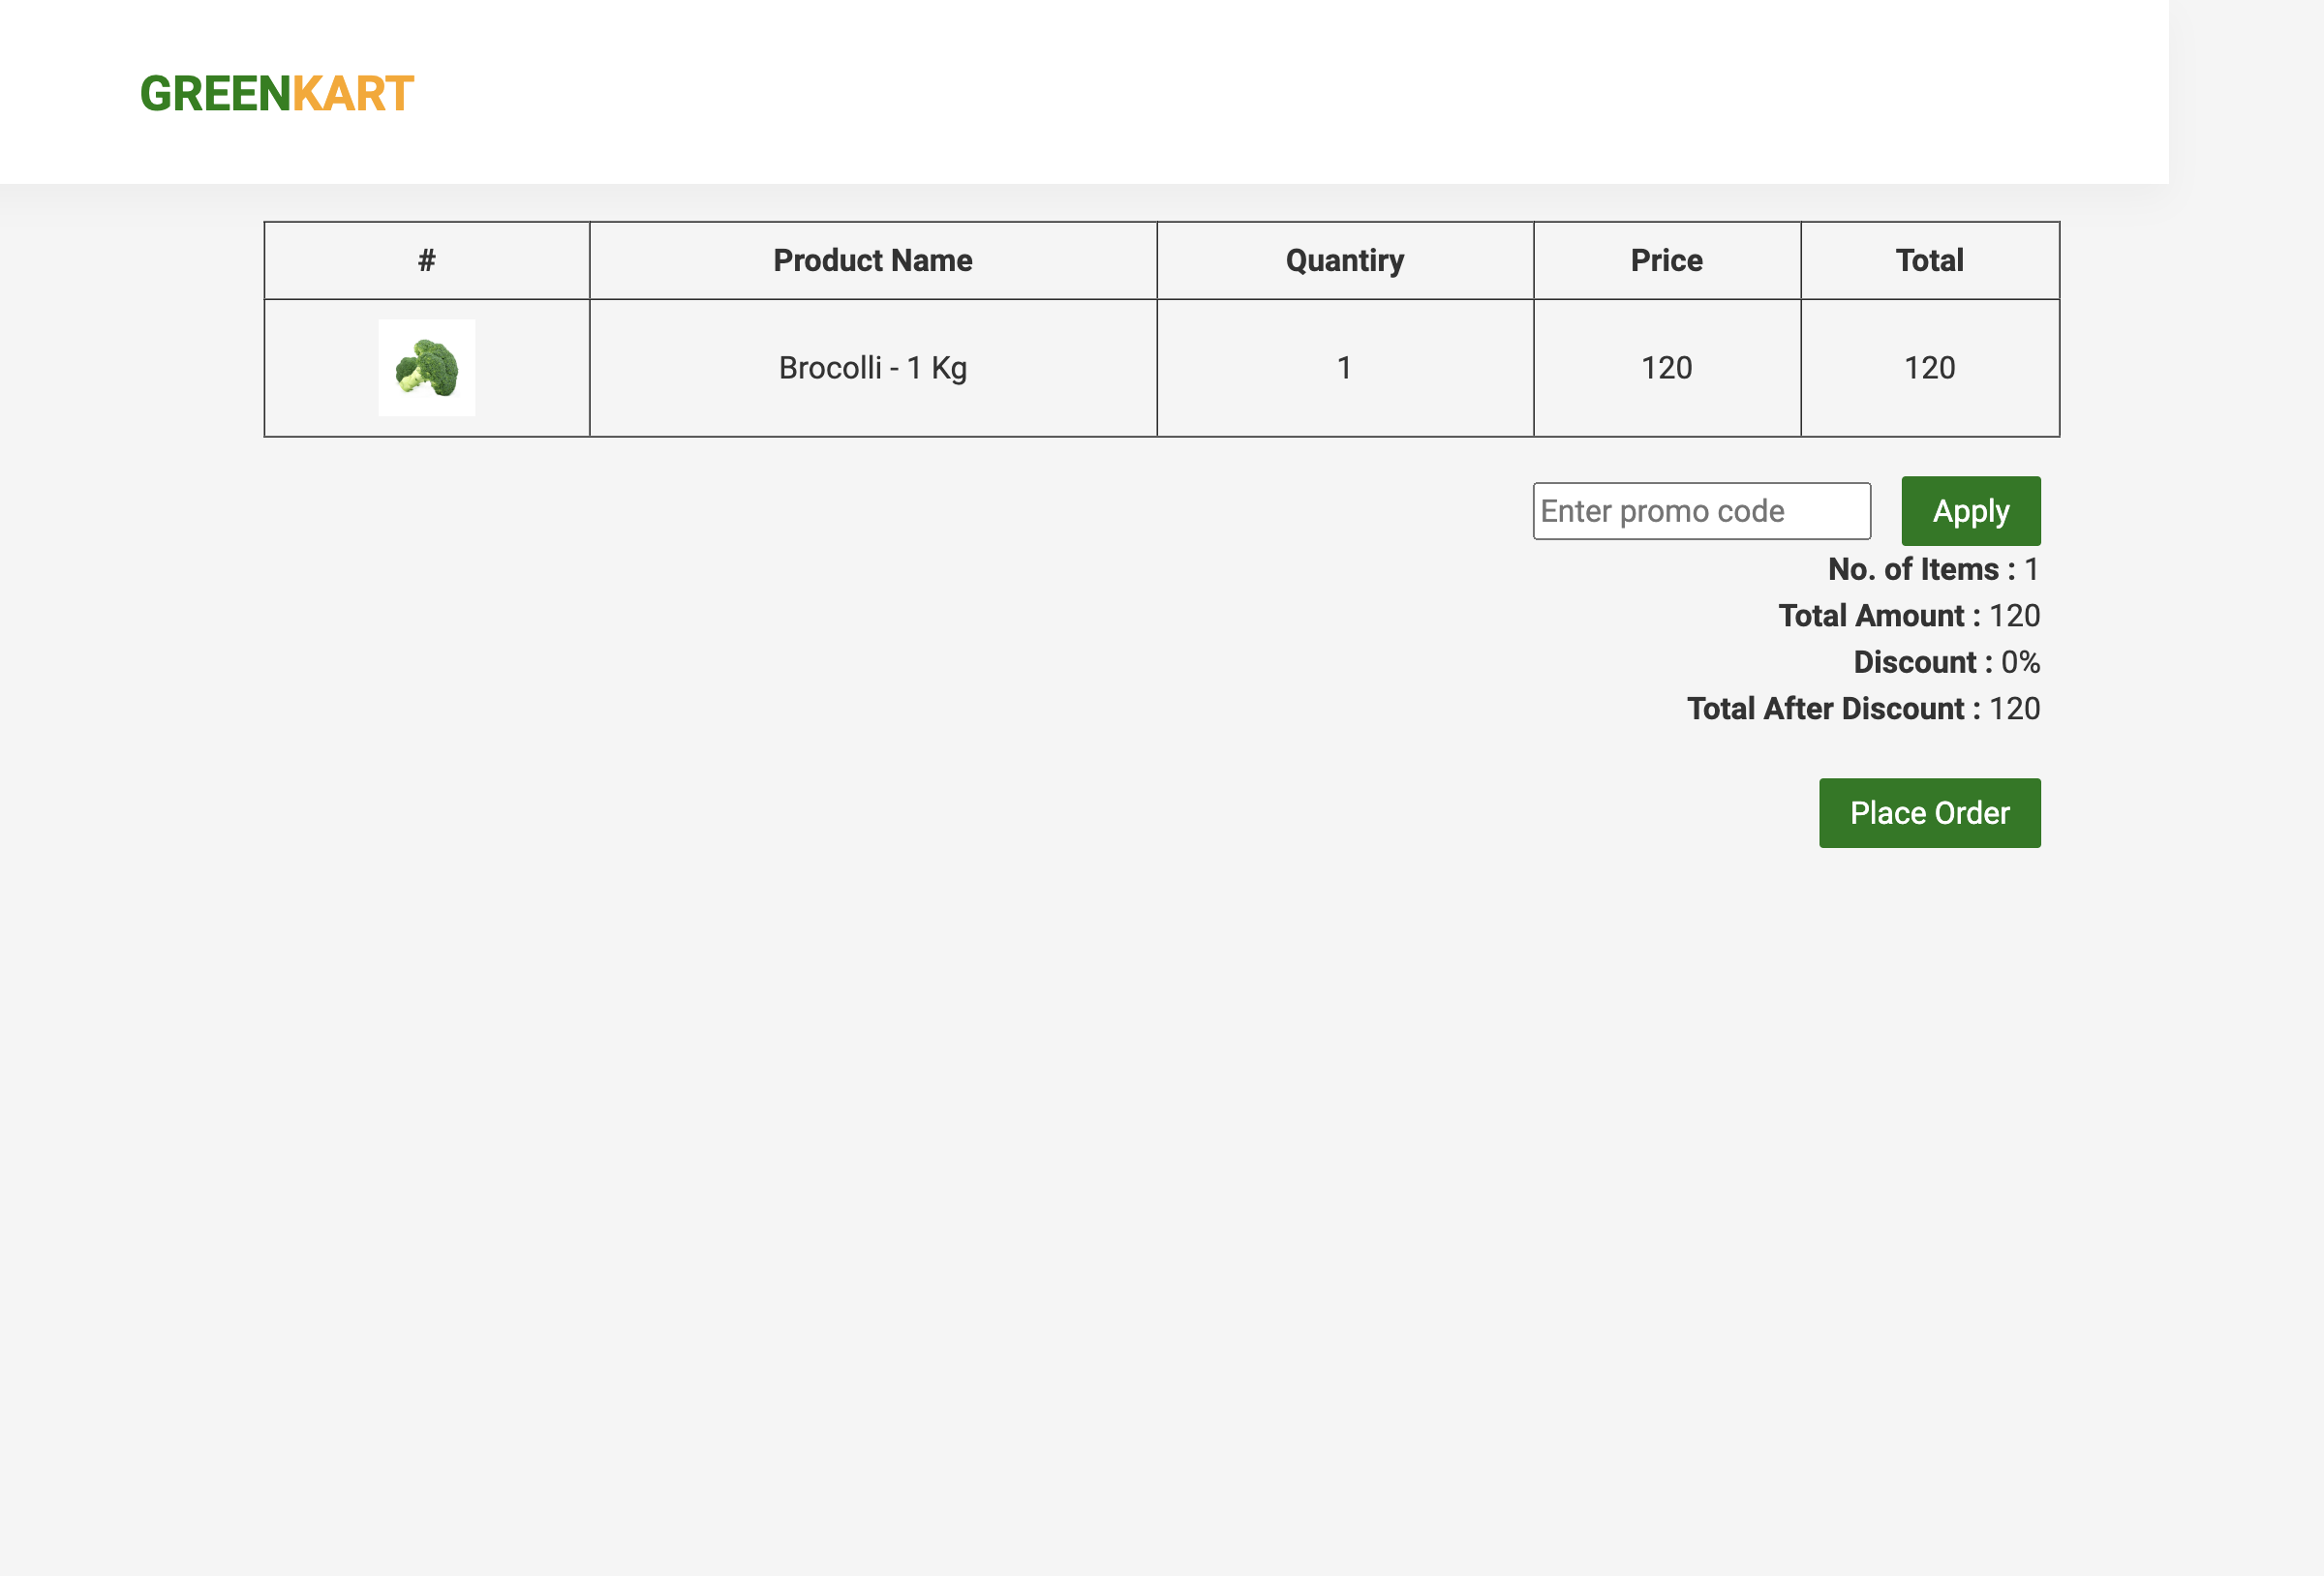 GREENKART
# Product Name Quantiry Price Total
Brocolli - 1 Kg 1 120 120
Enter promo code Apply
No. of Items : 1
Total Amount : 120
Discount : 0%
Total After Discount : 120
Place Order